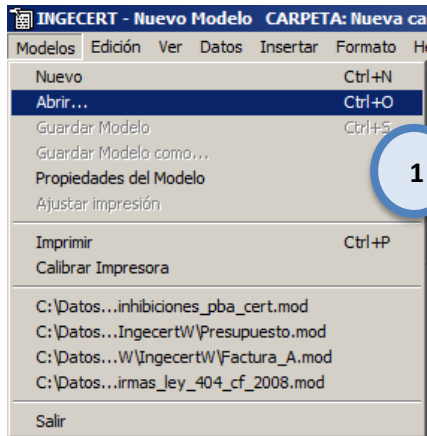 INGECERT - Nuevo Modelo CARPETA: Nueva ca
Modelos Edición Ver Datos Insertar Formato H
Nuevo Ctrl+N
Abrir... Ctrl+O
Guardar Modelo Ctrl+S
Guardar Modelo como...
Propiedades del Modelo
1
Ajustar impresión
Imprimir Ctrl+P
Calibrar Impresora
C:\Datos...inhibiciones_pba_cert.mod
C:\Datos...IngecertW\Presupuesto.mod
C:\Datos...W\IngecertW\Factura_A.mod
C:\Datos...irmas_ley_404_cf_2008.mod
Salir